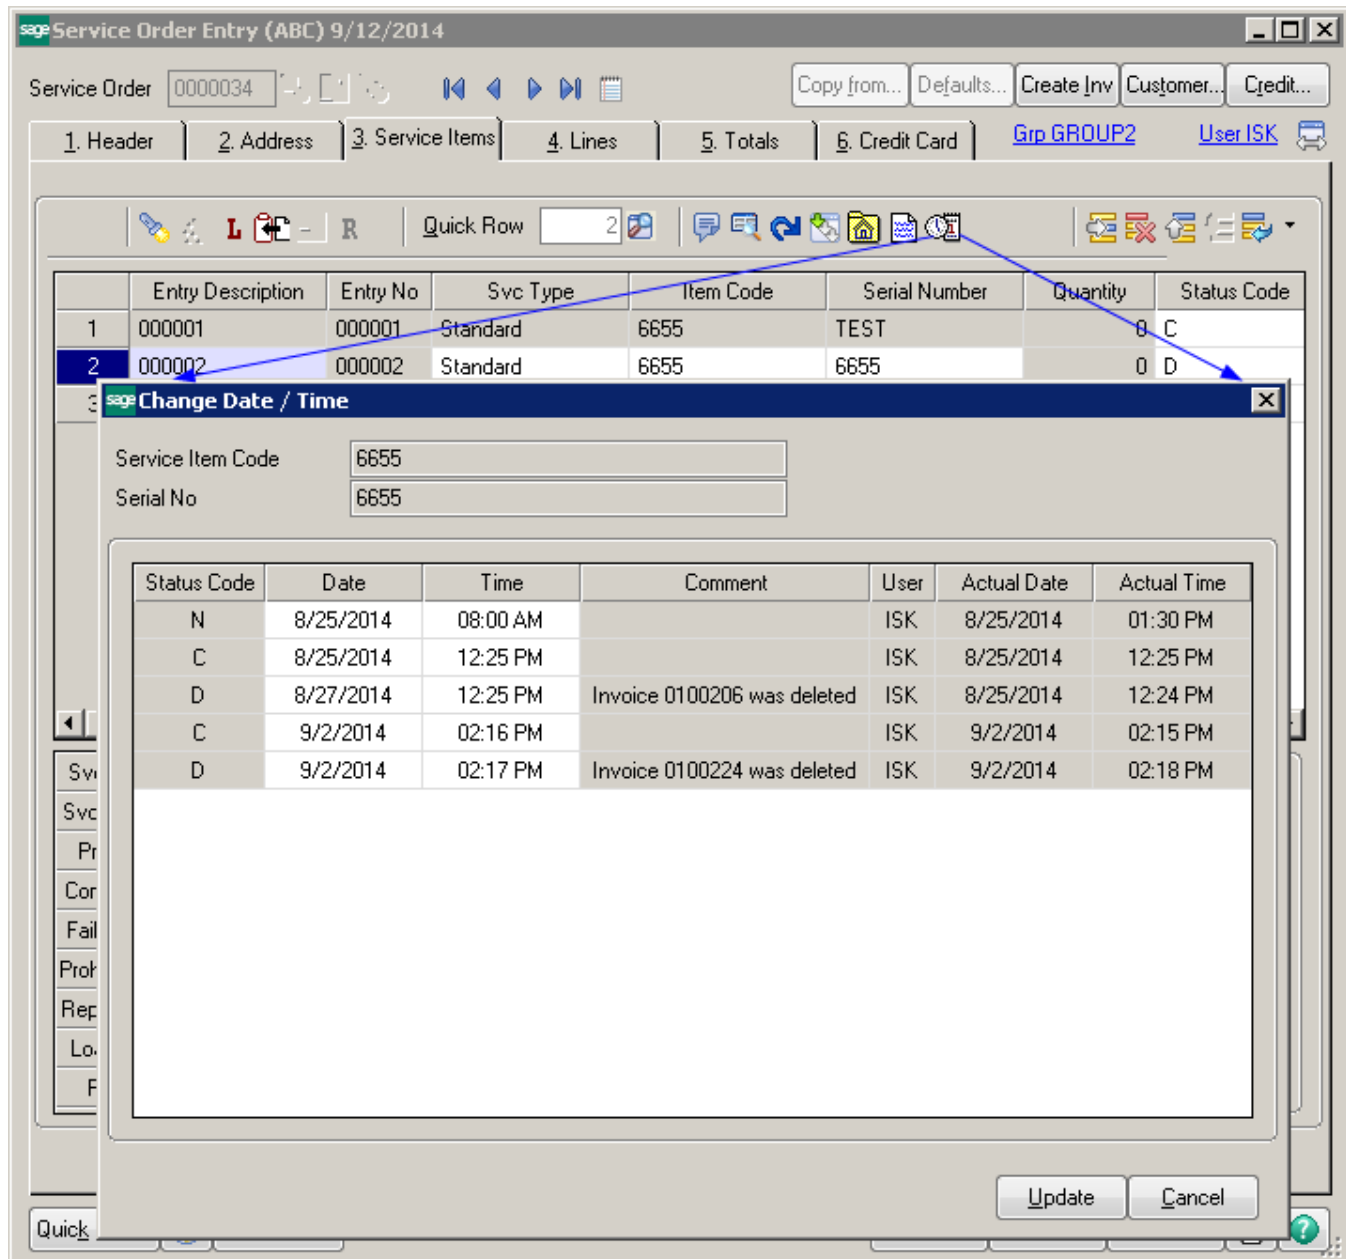 sage Service Order Entry (ABC) 9/12/2014
Service Order 0000034 Copy from... Defaults... Create Inv Customer... Credit...
1. Header 2. Address 3. Service Items 4. Lines 5. Totals 6. Credit Card Grp GROUP2 User ISK
L R Quick Row 2
Entry Description Entry No Svc Type Item Code Serial Number Quantity Status Code
1 000001 000001 Standard 6655 TEST 0 C
2 000002 000002 Standard 6655 6655 0 D
3
sage Change Date / Time
Service Item Code 6655
Serial No 6655
Status Code Date Time Comment User Actual Date Actual Time
N 8/25/2014 08:00 AM ISK 8/25/2014 01:30 PM
C 8/25/2014 12:25 PM ISK 8/25/2014 12:25 PM
D 8/27/2014 12:25 PM Invoice 0100206 was deleted ISK 8/25/2014 12:24 PM
C 9/2/2014 02:16 PM ISK 9/2/2014 02:15 PM
D 9/2/2014 02:17 PM Invoice 0100224 was deleted ISK 9/2/2014 02:18 PM
Svc
Pr
Cor
Fail
Rep
F
Update Cancel
Quick